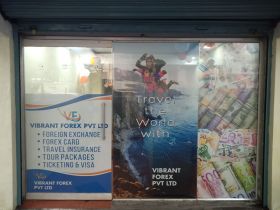 VF
VIBRANT FOREX PVT LTD
• FOREIGN EXCHANGE
• FOREX CARD
• TRAVEL INSURANCE
• TOUR PACKAGES
• TICKETING & VISA
VIBRANT FOREX
PVT LTD
Travel
the
World
with
VIBRANT
FOREX
PVT LTD